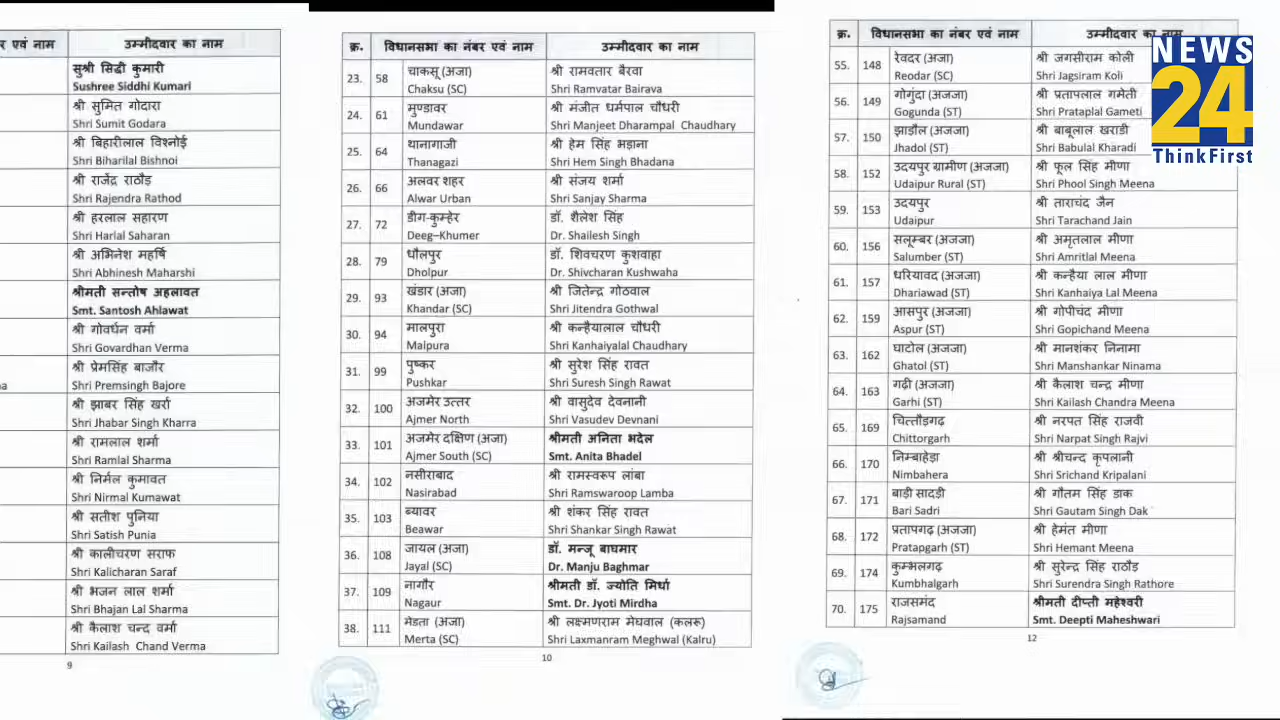 र एवं नाम उम्मीदवार का नाम
सुश्री सिद्धी कुमारी
Sushree Siddhi Kumari
श्री सुमित गोदारा
Shri Sumit Godara
श्री बिहारीलाल विश्नोई
Shri Biharilal Bishnoi
श्री राजेंद्र राठौड़
Shri Rajendra Rathod
श्री हरलाल सहारण
Shri Harlal Saharan
श्री अभिनेश महर्षि
Shri Abhinesh Maharshi
श्रीमती सन्तोष अहलावत
Smt. Santosh Ahlawat
श्री गोवर्धन वर्मा
Shri Govardhan Verma
श्री प्रेमसिंह बाजौर
Shri Premsingh Bajore
श्री झाबर सिंह खर्रा
Shri Jhabar Singh Kharra
श्री रामलाल शर्मा
Shri Ramlal Sharma
श्री निर्मल कुमावत
Shri Nirmal Kumawat
श्री सतीश पुनिया
Shri Satish Punia
श्री कालीचरण सराफ
Shri Kalicharan Saraf
श्री भजन लाल शर्मा
Shri Bhajan Lal Sharma
श्री कैलाश चन्द वर्मा
Shri Kailash Chand Verma
9
क्र. विधानसभा का नंबर एवं नाम उम्मीदवार का नाम
23. 58 चाकसू (अजा) श्री रामवतार बैरवा
Chaksu (SC) Shri Ramvatar Bairava
24. 61 मुण्डावर श्री मंजीत धर्मपाल चौधरी
Mundawar Shri Manjeet Dharampal Chaudhary
25. 64 थानागाजी श्री हेम सिंह भड़ाना
Thanagazi Shri Hem Singh Bhadana
26. 66 अलवर शहर श्री संजय शर्मा
Alwar Urban Shri Sanjay Sharma
27. 72 डीग-कुम्हेर डॉ. शैलेश सिंह
Deeg–Khumer Dr. Shailesh Singh
28. 79 धौलपुर डॉ. शिवचरण कुशवाहा
Dholpur Dr. Shivcharan Kushwaha
29. 93 खंडार (अजा) श्री जितेन्द्र गोठवाल
Khandar (SC) Shri Jitendra Gothwal
30. 94 मालपुरा श्री कन्हैयालाल चौधरी
Malpura Shri Kanhaiyalal Chaudhary
31. 99 पुष्कर श्री सुरेश सिंह रावत
Pushkar Shri Suresh Singh Rawat
32. 100 अजमेर उत्तर श्री वासुदेव देवनानी
Ajmer North Shri Vasudev Devnani
33. 101 अजमेर दक्षिण (अजा) श्रीमती अनिता भदेल
Ajmer South (SC) Smt. Anita Bhadel
34. 102 नसीराबाद श्री रामस्वरूप लांबा
Nasirabad Shri Ramswaroop Lamba
35. 103 ब्यावर श्री शंकर सिंह रावत
Beawar Shri Shankar Singh Rawat
36. 108 जायल (अजा) डॉ. मन्जू बाघमार
Jayal (SC) Dr. Manju Baghmar
37. 109 नागौर श्रीमती डॉ. ज्योति मिर्धा
Nagaur Smt. Dr. Jyoti Mirdha
38. 111 मेडता (अजा) श्री लक्ष्मणराम मेघवाल (कलरू)
Merta (SC) Shri Laxmanram Meghwal (Kalru)
10
क्र. विधानसभा का नंबर एवं नाम उम्मीदवार का नाम
55. 148 रेवदर (अजा) श्री जगसीराम कोली
Reodar (SC) Shri Jagsiram Koli
56. 149 गोगुंदा (अजजा) श्री प्रतापलाल गमेती
Gogunda (ST) Shri Prataplal Gameti
57. 150 झाड़ौल (अजजा) श्री बाबूलाल खराडी
Jhadol (ST) Shri Babulal Kharadi
58. 152 उदयपुर ग्रामीण (अजजा) श्री फूल सिंह मीणा
Udaipur Rural (ST) Shri Phool Singh Meena
59. 153 उदयपुर श्री ताराचंद जैन
Udaipur Shri Tarachand Jain
60. 156 सलूम्बर (अजजा) श्री अमृतलाल मीणा
Salumber (ST) Shri Amritlal Meena
61. 157 धरियावद (अजजा) श्री कन्हैया लाल मीणा
Dhariawad (ST) Shri Kanhaiya Lal Meena
62. 159 आसपुर (अजजा) श्री गोपीचंद मीणा
Aspur (ST) Shri Gopichand Meena
63. 162 घाटोल (अजजा) श्री मानशंकर निनामा
Ghatol (ST) Shri Manshankar Ninama
64. 163 गढ़ी (अजजा) श्री कैलाश चन्द्र मीणा
Garhi (ST) Shri Kailash Chandra Meena
65. 169 चित्तौड़गढ़ श्री नरपत सिंह राजवी
Chittorgarh Shri Narpat Singh Rajvi
66. 170 निम्बाहेड़ा श्री श्रीचन्द कृपलानी
Nimbahera Shri Srichand Kripalani
67. 171 बाड़ी सादड़ी श्री गौतम सिंह डाक
Bari Sadri Shri Gautam Singh Dak
68. 172 प्रतापगढ़ (अजजा) श्री हेमंत मीणा
Pratapgarh (ST) Shri Hemant Meena
69. 174 कुम्भलगढ़ श्री सुरेन्द्र सिंह राठौड़
Kumbhalgarh Shri Surendra Singh Rathore
70. 175 राजसमंद श्रीमती दीप्ती महेश्वरी
Rajsamand Smt. Deepti Maheshwari
12
NEWS
24
ThinkFirst